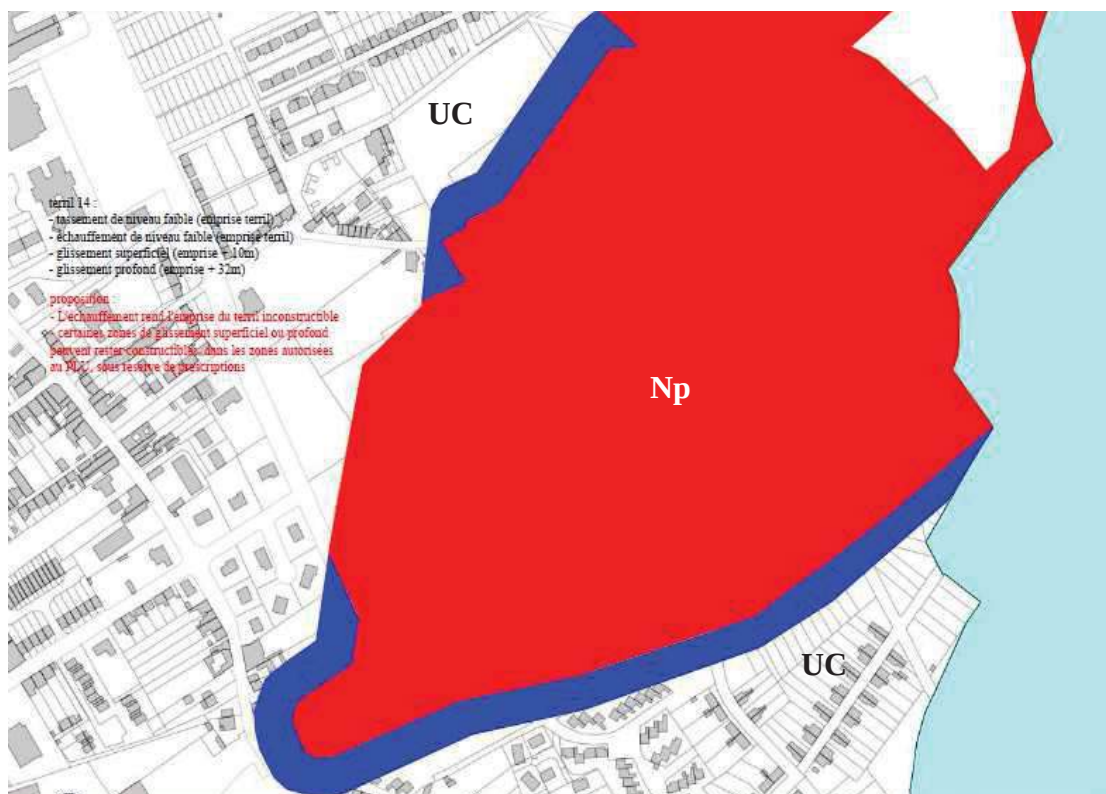 UC
terril 14 :
- tassement de niveau faible (emprise terril)
- échauffement de niveau faible (emprise terril)
- glissement superficiel (emprise + 10m)
- glissement profond (emprise + 32m)
proposition :
- L'échauffement rend l'emprise du terril inconstructible
- certaines zones de glissement superficiel ou profond
peuvent rester constructibles, dans les zones autorisées
au PLU, sous réserve de prescriptions
Np
UC